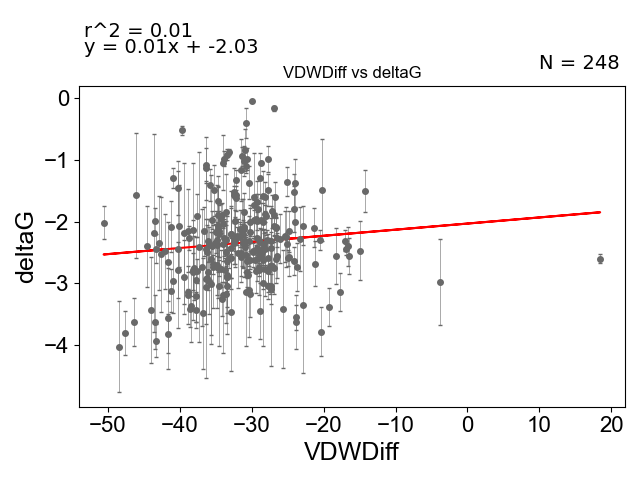 r^2 = 0.01
y = 0.01x + -2.03
N = 248
VDWDiff vs deltaG
deltaG
0
−1
−2
−3
−4
−50
−40
−30
−20
−10
0
10
20
VDWDiff